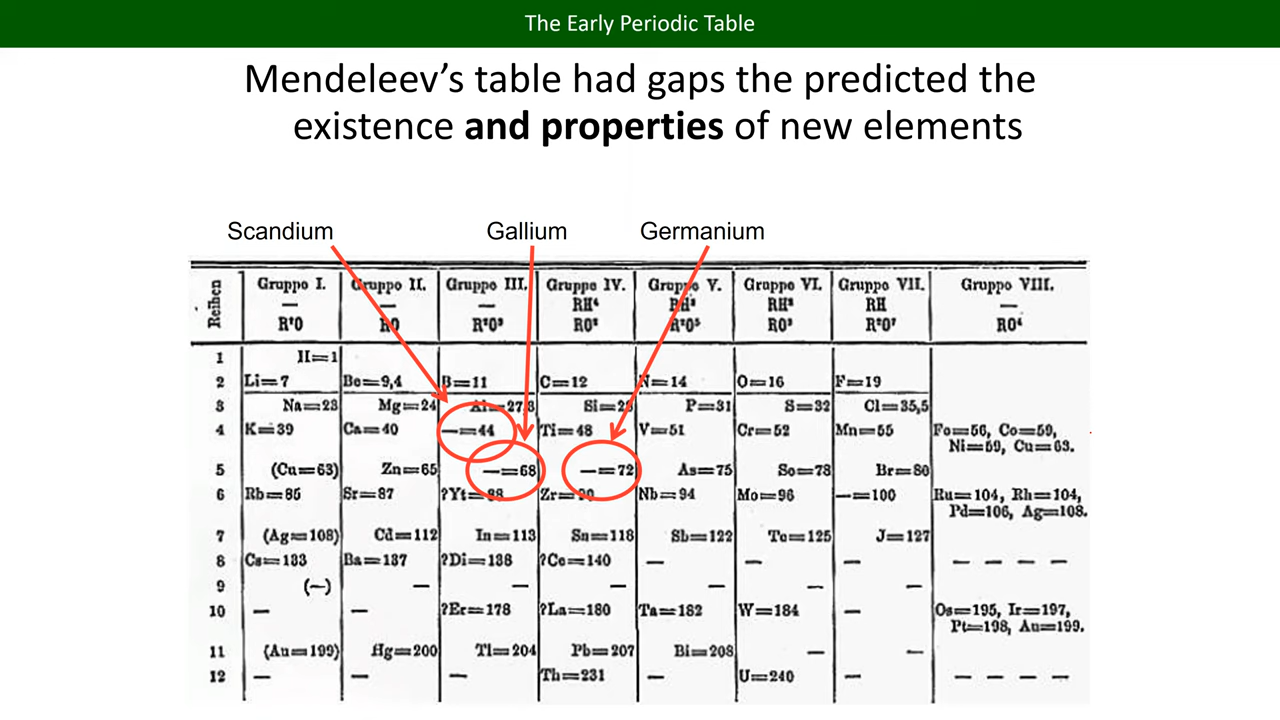 The Early Periodic Table
Mendeleev’s table had gaps the predicted the
existence and properties of new elements
Scandium Gallium Germanium
Reihen Gruppo I. Gruppo II. Gruppo III. Gruppo IV. Gruppo V. Gruppo VI. Gruppo VII. Gruppo VIII.
— — — RH⁴ RH³ RH² RH —
R²O RO R²O³ RO² R²O⁵ RO³ R²O⁷ RO⁴
1 H=1
2 Li=7 Be=9,4 B=11 C=12 N=14 O=16 F=19
3 Na=23 Mg=24 Al=27,3 Si=28 P=31 S=32 Cl=35,5
4 K=39 Ca=40 —=44 Ti=48 V=51 Cr=52 Mn=55 Fo=56, Co=59,
Ni=59, Cu=63.
5 (Cu=63) Zn=65 —=68 —=72 As=75 So=78 Br=80
6 Rb=85 Sr=87 ?Yt=88 Zr=90 Nb=94 Mo=96 —=100 Ru=104, Rh=104,
Pd=106, Ag=108.
7 (Ag=108) Cd=112 In=113 Sn=118 Sb=122 To=125 J=127
8 Cs=133 Ba=137 ?Di=138 ?Co=140 — — — — — — —
9 (—) — — — — — —
10 — — ?Er=178 ?La=180 Ta=182 W=184 — Os=195, Ir=197,
Pt=198, Au=199.
11 (Au=199) Hg=200 Tl=204 Pb=207 Bi=208 — —
12 — — — Th=231 — U=240 — — — — —